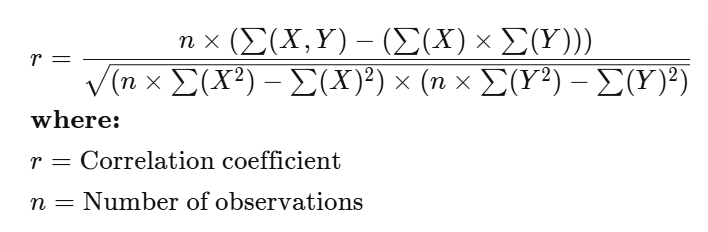 r = n × (∑(X, Y) − (∑(X) × ∑(Y))) / √(n × ∑(X²) − ∑(X)²) × (n × ∑(Y²) − ∑(Y)²)
where:
r = Correlation coefficient
n = Number of observations